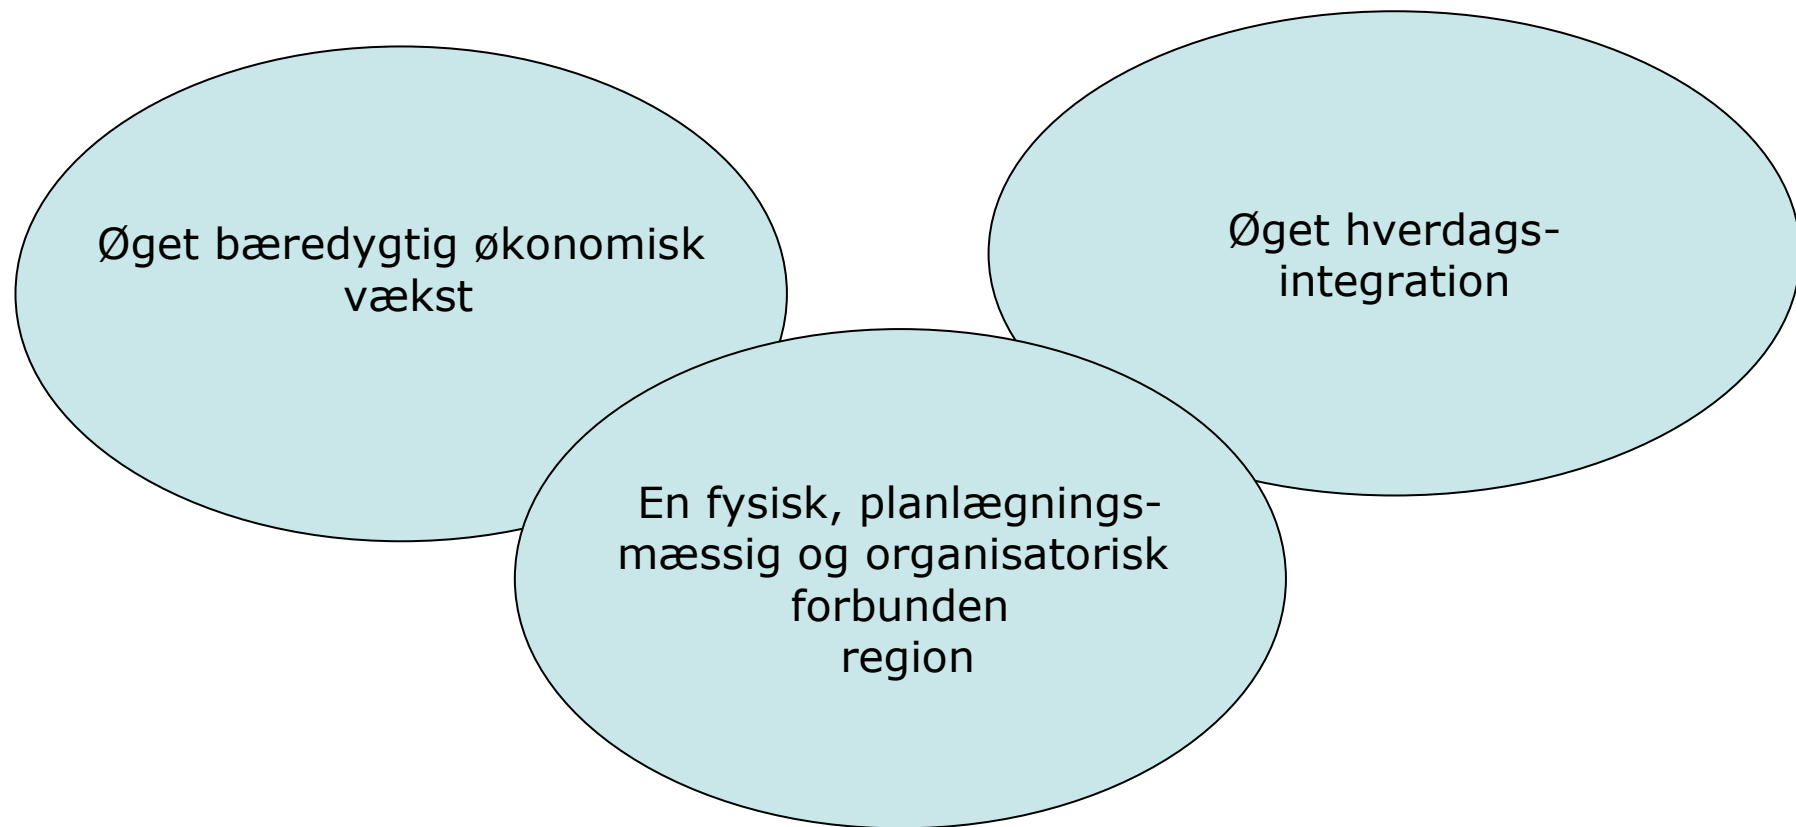 Øget bæredygtig økonomisk
vækst
Øget hverdags-
integration
En fysisk, planlægnings-
mæssig og organisatorisk
forbunden
region